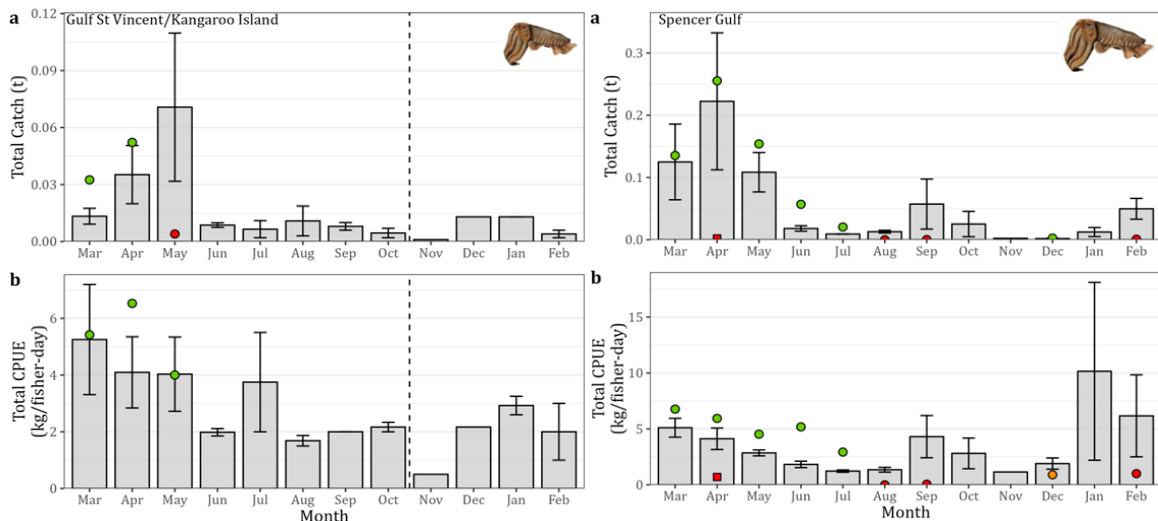 a Gulf St Vincent/Kangaroo Island
Total Catch (t)
0.12
0.09
0.06
0.03
0.00
Mar Apr May Jun Jul Aug Sep Oct Nov Dec Jan Feb
b
Total CPUE
(kg/fisher-day)
6
4
2
0
Mar Apr May Jun Jul Aug Sep Oct Nov Dec Jan Feb
Month
a Spencer Gulf
Total Catch (t)
0.3
0.2
0.1
0.0
Mar Apr May Jun Jul Aug Sep Oct Nov Dec Jan Feb
b
Total CPUE
(kg/fisher-day)
15
10
5
0
Mar Apr May Jun Jul Aug Sep Oct Nov Dec Jan Feb
Month